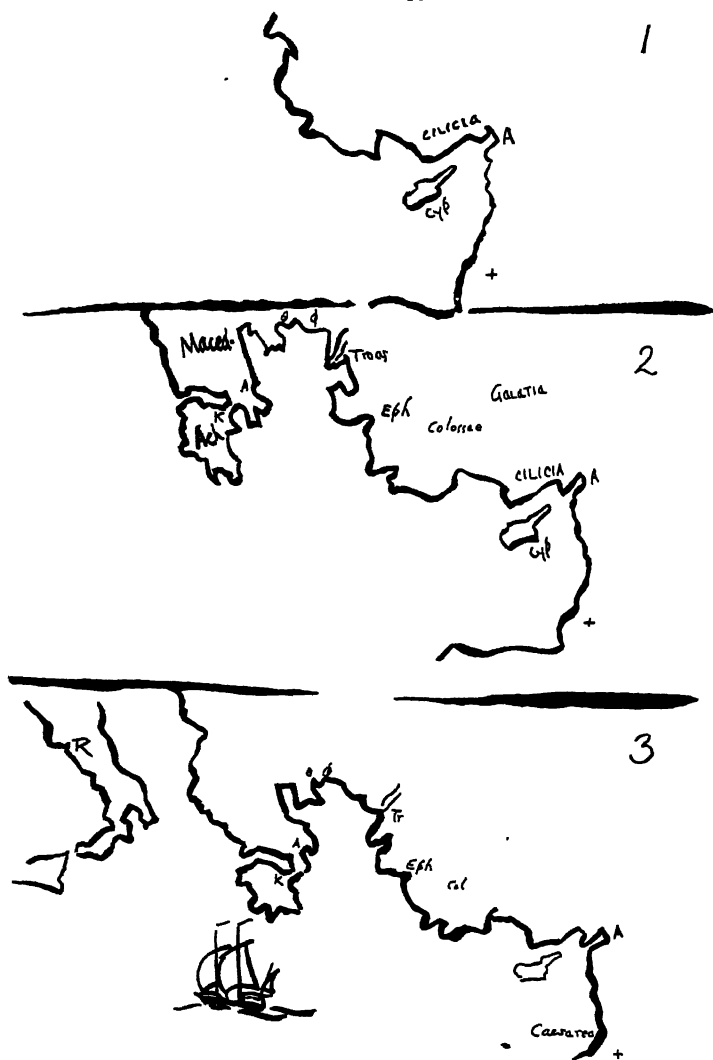 1
CILICIA
A
Cyp
+
2
Maced.
θ φ
Troas
A
K
Ach
Eph
Colossae
Galatia
CILICIA
A
Cyp
+
3
R
θ φ
Tr
A
K
Eph
Col
A
Caesarea
+